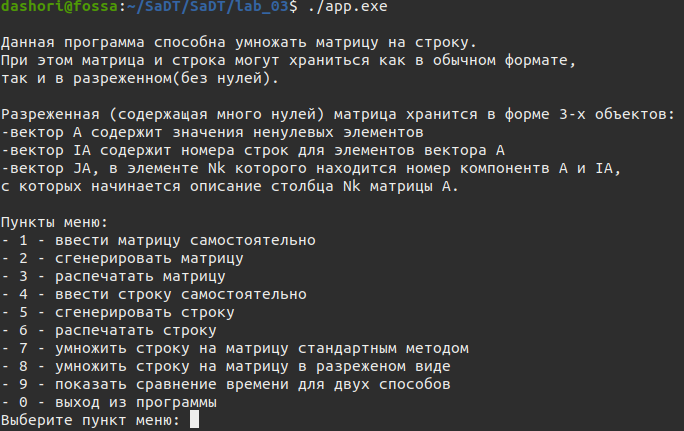 dashori@fossa:~/SaDT/SaDT/lab_03$ ./app.exe
Данная программа способна умножать матрицу на строку.
При этом матрица и строка могут храниться как в обычном формате,
так и в разреженном(без нулей).
Разреженная (содержащая много нулей) матрица хранится в форме 3-х объектов:
-вектор A содержит значения ненулевых элементов
-вектор IA содержит номера строк для элементов вектора A
-вектор JA, в элементе Nk которого находится номер компонентв A и IA,
с которых начинается описание столбца Nk матрицы A.
Пункты меню:
- 1 - ввести матрицу самостоятельно
- 2 - сгенерировать матрицу
- 3 - распечатать матрицу
- 4 - ввести строку самостоятельно
- 5 - сгенерировать строку
- 6 - распечатать строку
- 7 - умножить строку на матрицу стандартным методом
- 8 - умножить строку на матрицу в разреженом виде
- 9 - показать сравнение времени для двух способов
- 0 - выход из программы
Выберите пункт меню: